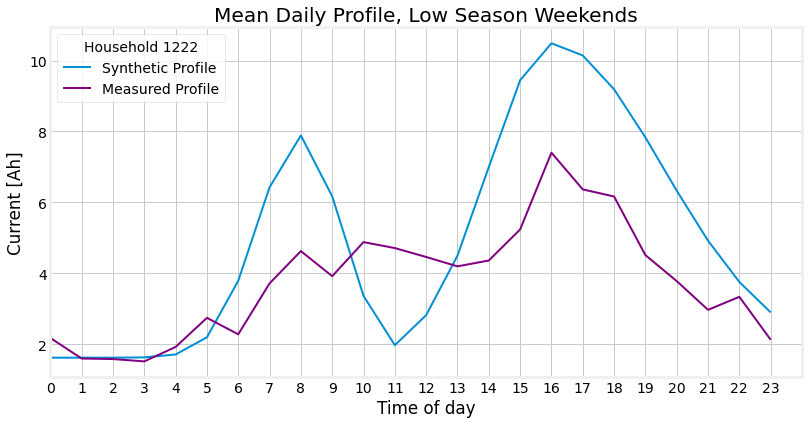 Mean Daily Profile, Low Season Weekends
Household 1222
Synthetic Profile
Measured Profile
Current [Ah]
10
8
6
4
2
0 1 2 3 4 5 6 7 8 9 10 11 12 13 14 15 16 17 18 19 20 21 22 23
Time of day